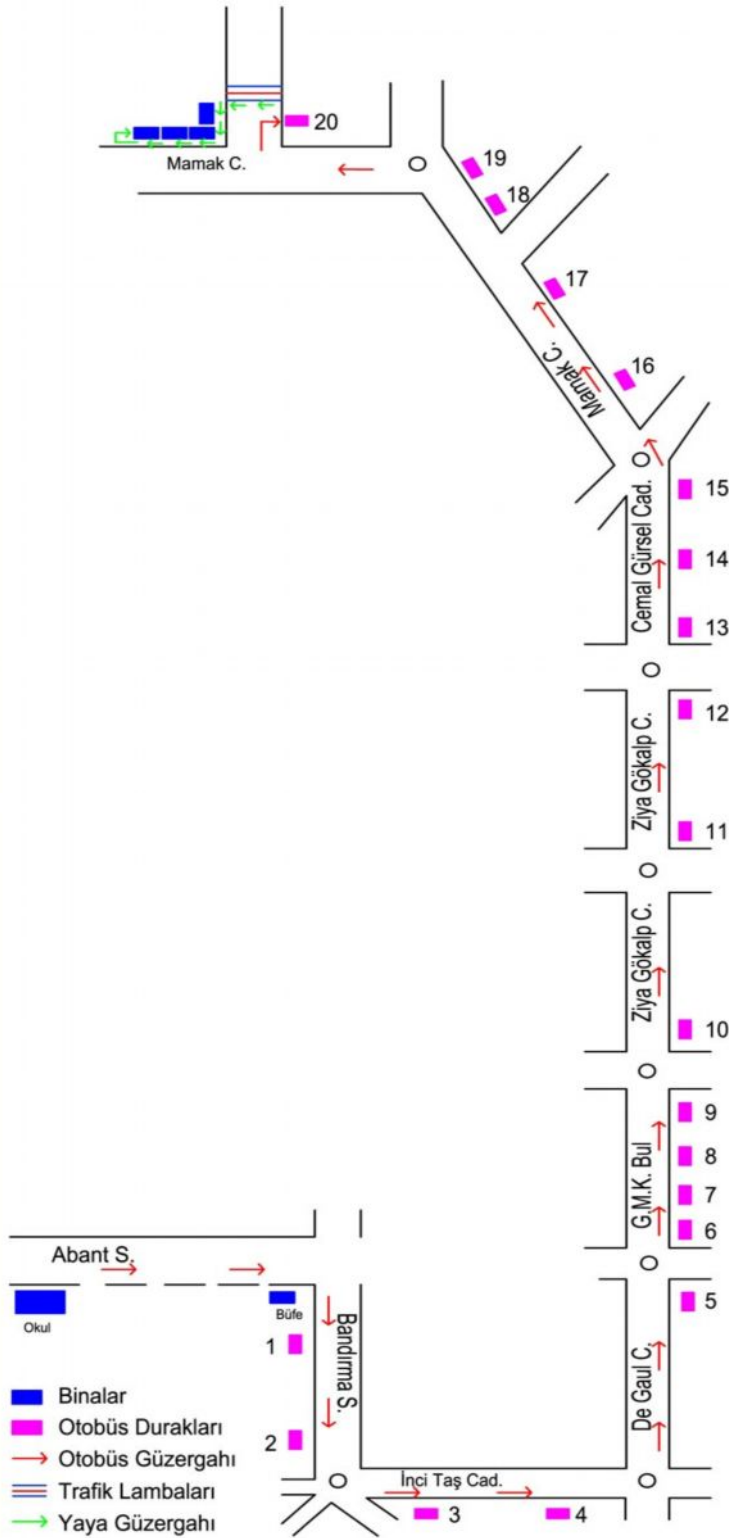 20
Mamak C.
19
18
17
16
Mamak C.
15
Cemal Gürsel Cad.
14
13
12
Ziya Gökalp C.
11
Ziya Gökalp C.
10
9
G.M.K. Bul
8
7
6
Abant S.
Okul
Büfe
Bandırma S.
1
2
5
De Gaul C.
İnci Taş Cad.
3
4
Binalar
Otobüs Durakları
Otobüs Güzergahı
Trafik Lambaları
Yaya Güzergahı